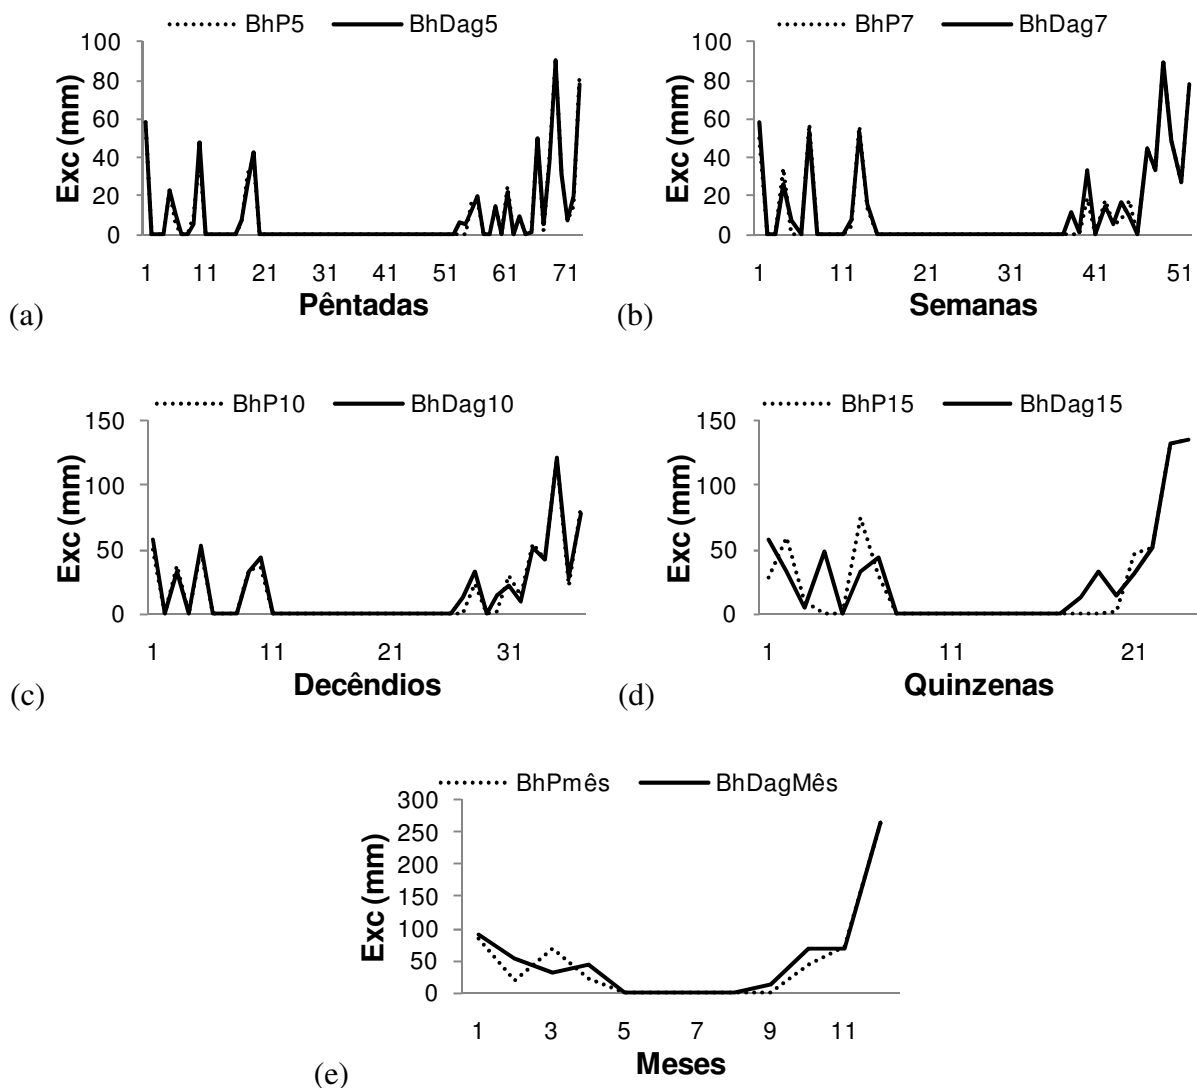 BhP5 BhDag5
Exc (mm)
100
80
60
40
20
0
1 11 21 31 41 51 61 71
Pêntadas
(a)
BhP7 BhDag7
Exc (mm)
100
80
60
40
20
0
1 11 21 31 41 51
Semanas
(b)
BhP10 BhDag10
Exc (mm)
150
100
50
0
1 11 21 31
Decêndios
(c)
BhP15 BhDag15
Exc (mm)
150
100
50
0
1 11 21
Quinzenas
(d)
BhPmês BhDagMês
Exc (mm)
300
250
200
150
100
50
0
1 3 5 7 9 11
Meses
(e)